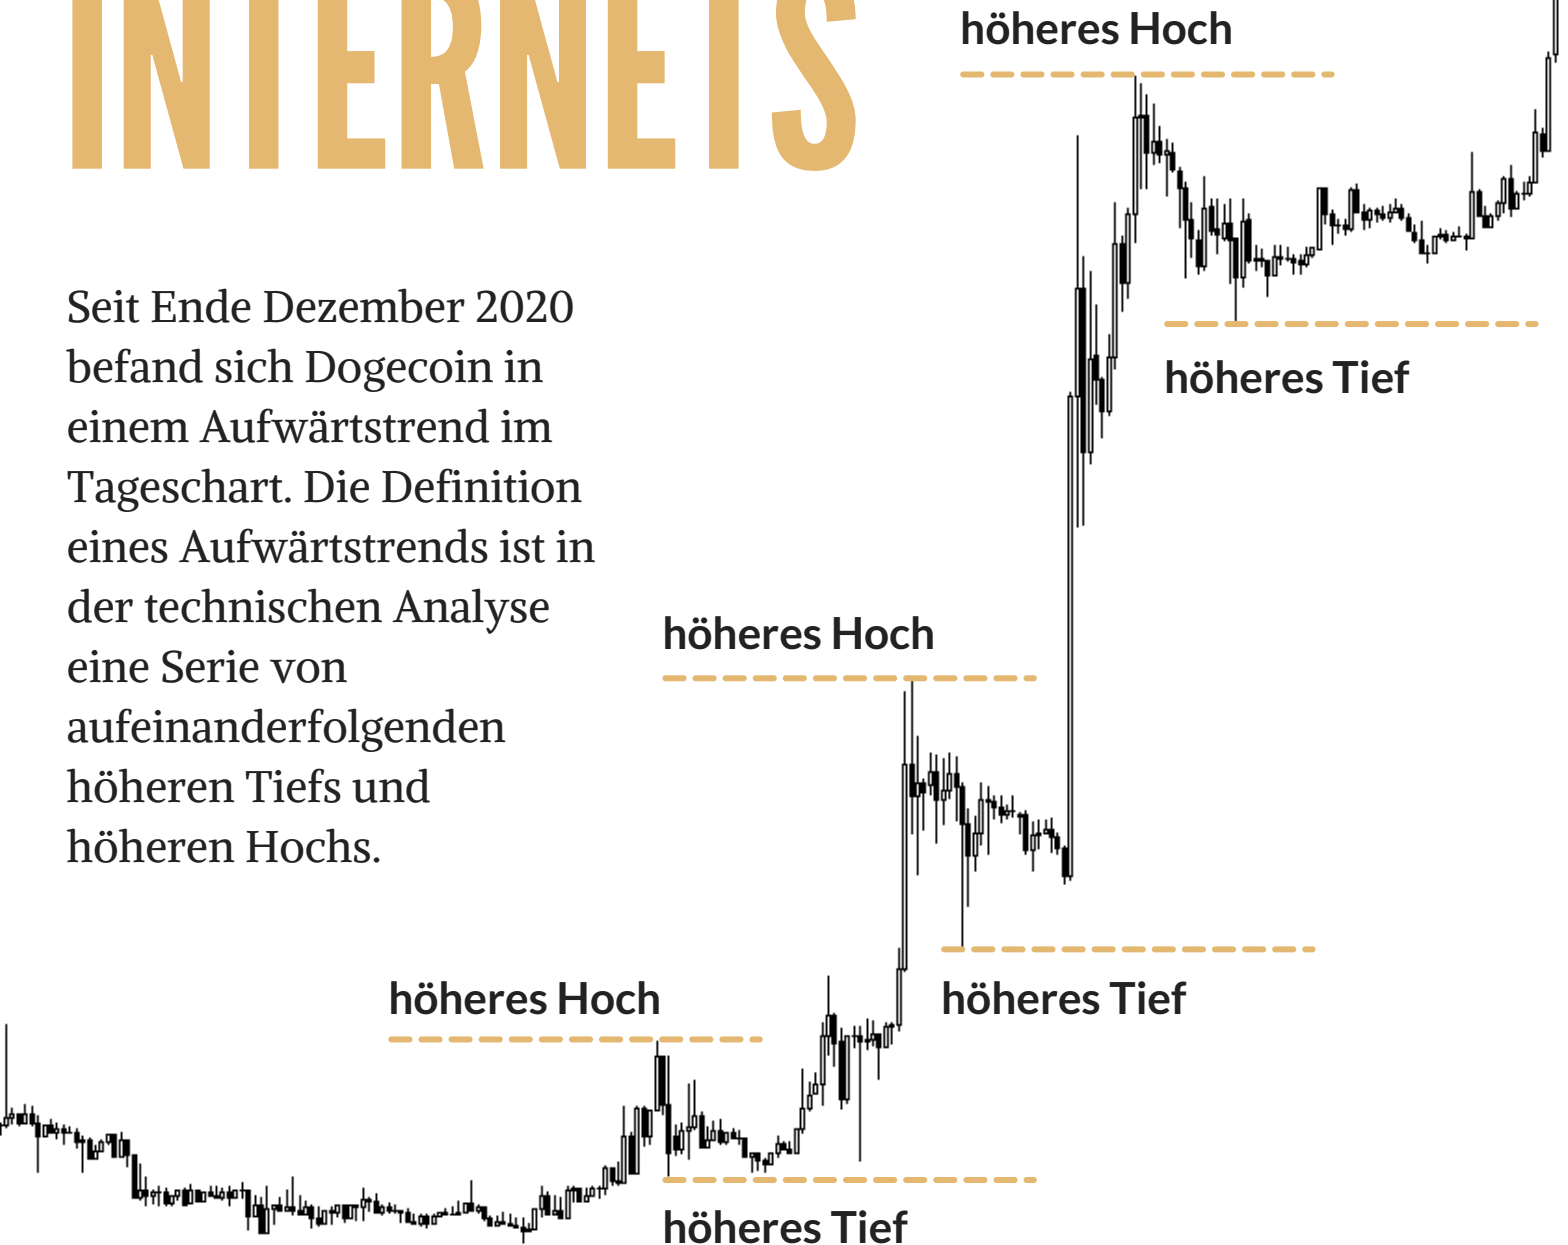 INTERNETS
höheres Hoch
Seit Ende Dezember 2020
befand sich Dogecoin in
einem Aufwärtstrend im
Tageschart. Die Definition
eines Aufwärtstrends ist in
der technischen Analyse
eine Serie von
aufeinanderfolgenden
höheren Tiefs und
höheren Hochs.
höheres Tief
höheres Hoch
höheres Hoch
höheres Tief
höheres Tief